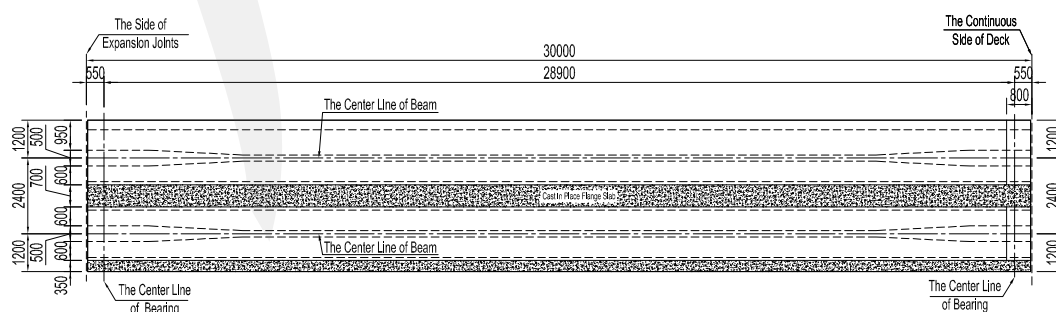 The Side of
Expansion Joints
The Continuous
Side of Deck
30000
550
28900
550
800
The Center LIne of Beam
1200
500
950
1200
2400
700
600
Cast In Place Flange Slab
2400
600
1200
500
600
The Center Line of Beam
1200
350
The Center LIne
of Bearing
The Center Line
of Bearing